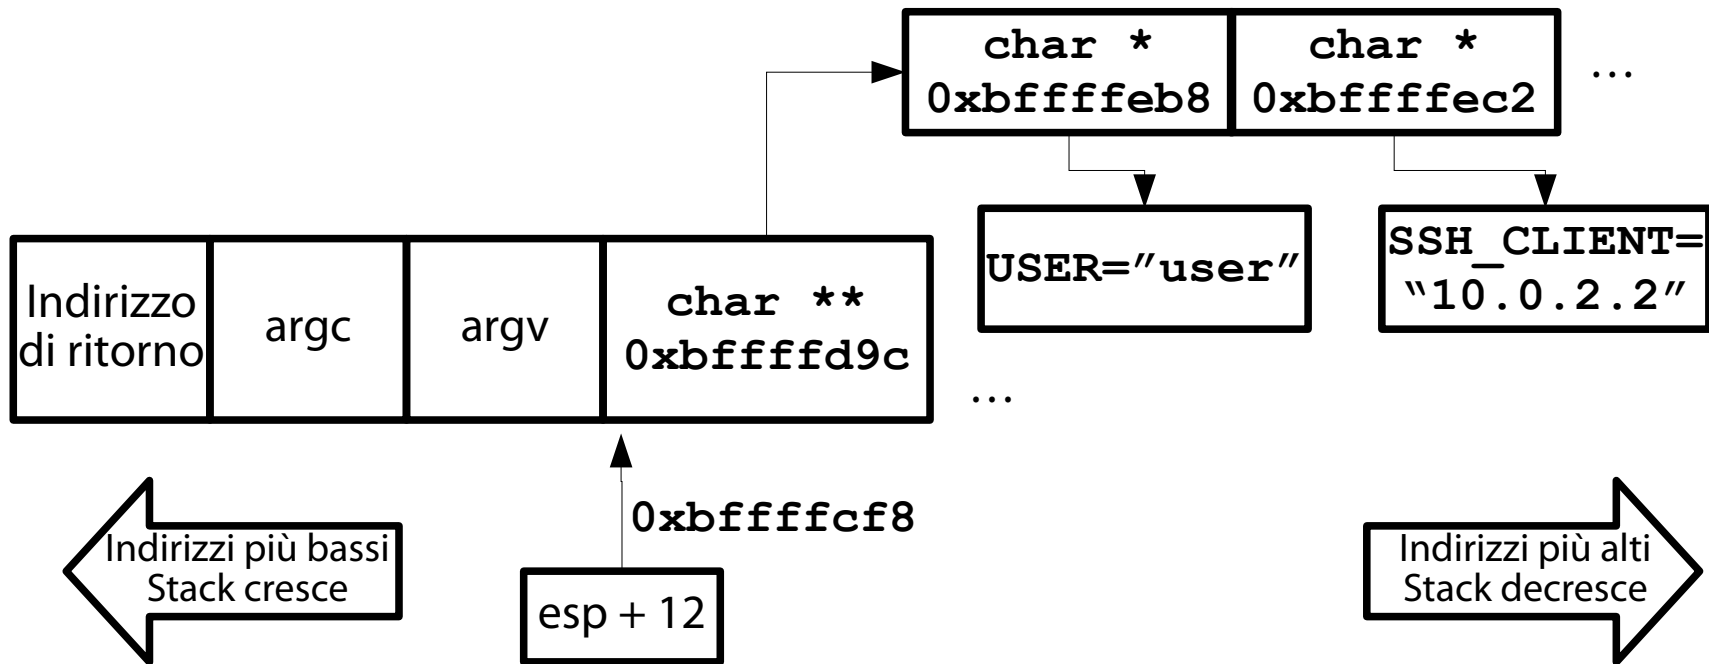 char *
0xbffffeb8
char *
0xbffffec2
...
USER=”user”
SSH_CLIENT=
“10.0.2.2”
Indirizzo
di ritorno
argc
argv
char **
0xbffffd9c
...
0xbffffcf8
esp + 12
Indirizzi più bassi
Stack cresce
Indirizzi più alti
Stack decresce